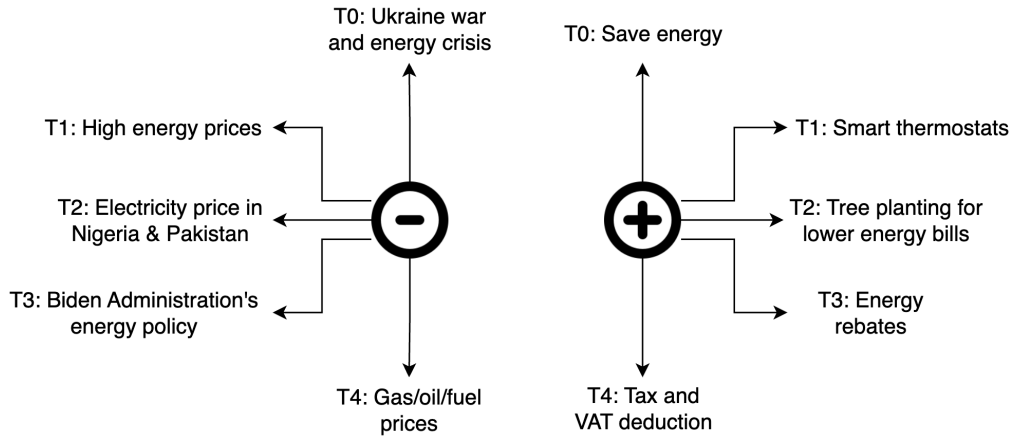 T0: Ukraine war
and energy crisis
T1: High energy prices
T2: Electricity price in
Nigeria & Pakistan
T3: Biden Administration's
energy policy
T4: Gas/oil/fuel
prices
T0: Save energy
T1: Smart thermostats
T2: Tree planting for
lower energy bills
T3: Energy
rebates
T4: Tax and
VAT deduction